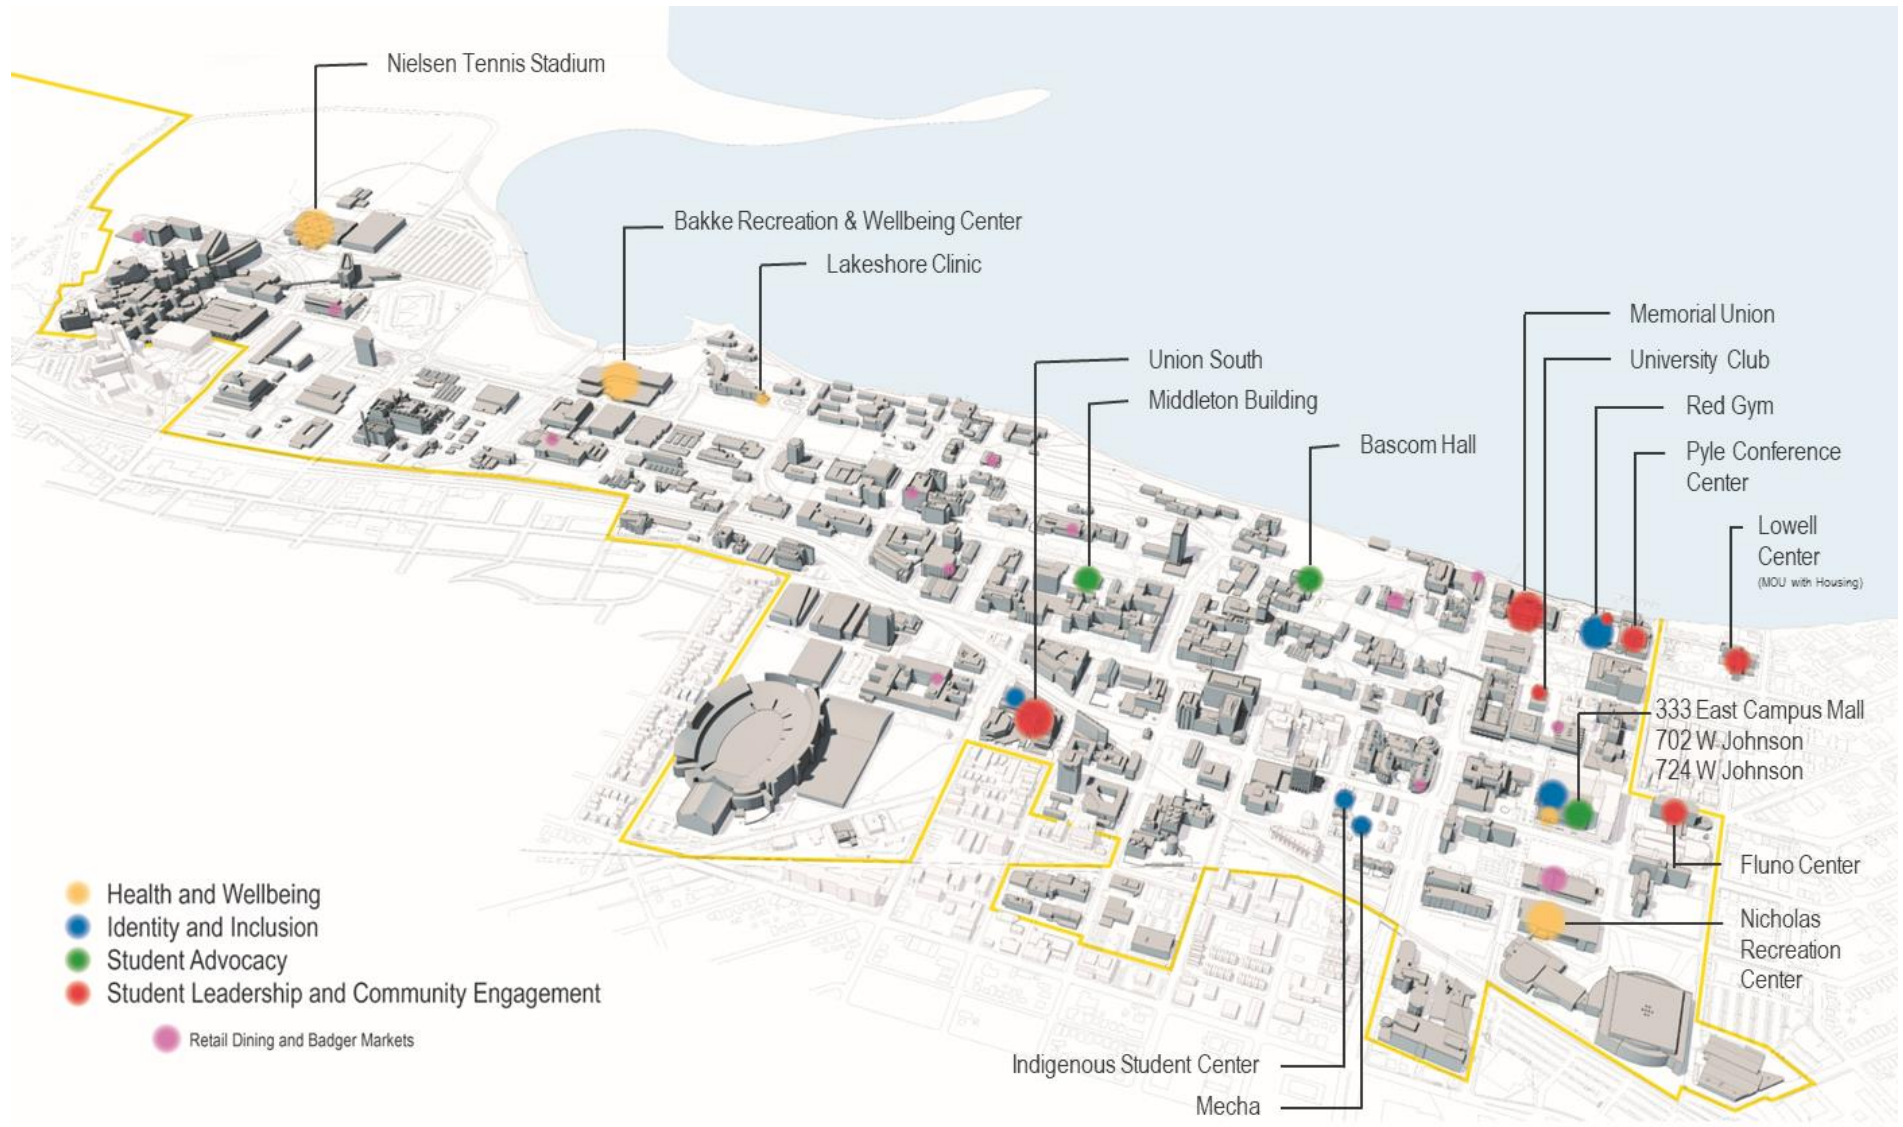 Nielsen Tennis Stadium
Bakke Recreation & Wellbeing Center
Lakeshore Clinic
Union South
Middleton Building
Bascom Hall
Memorial Union
University Club
Red Gym
Pyle Conference
Center
Lowell
Center
(MOU with Housing)
333 East Campus Mall
702 W Johnson
724 W Johnson
Fluno Center
Nicholas
Recreation
Center
Health and Wellbeing
Identity and Inclusion
Student Advocacy
Student Leadership and Community Engagement
Retail Dining and Badger Markets
Indigenous Student Center
Mecha